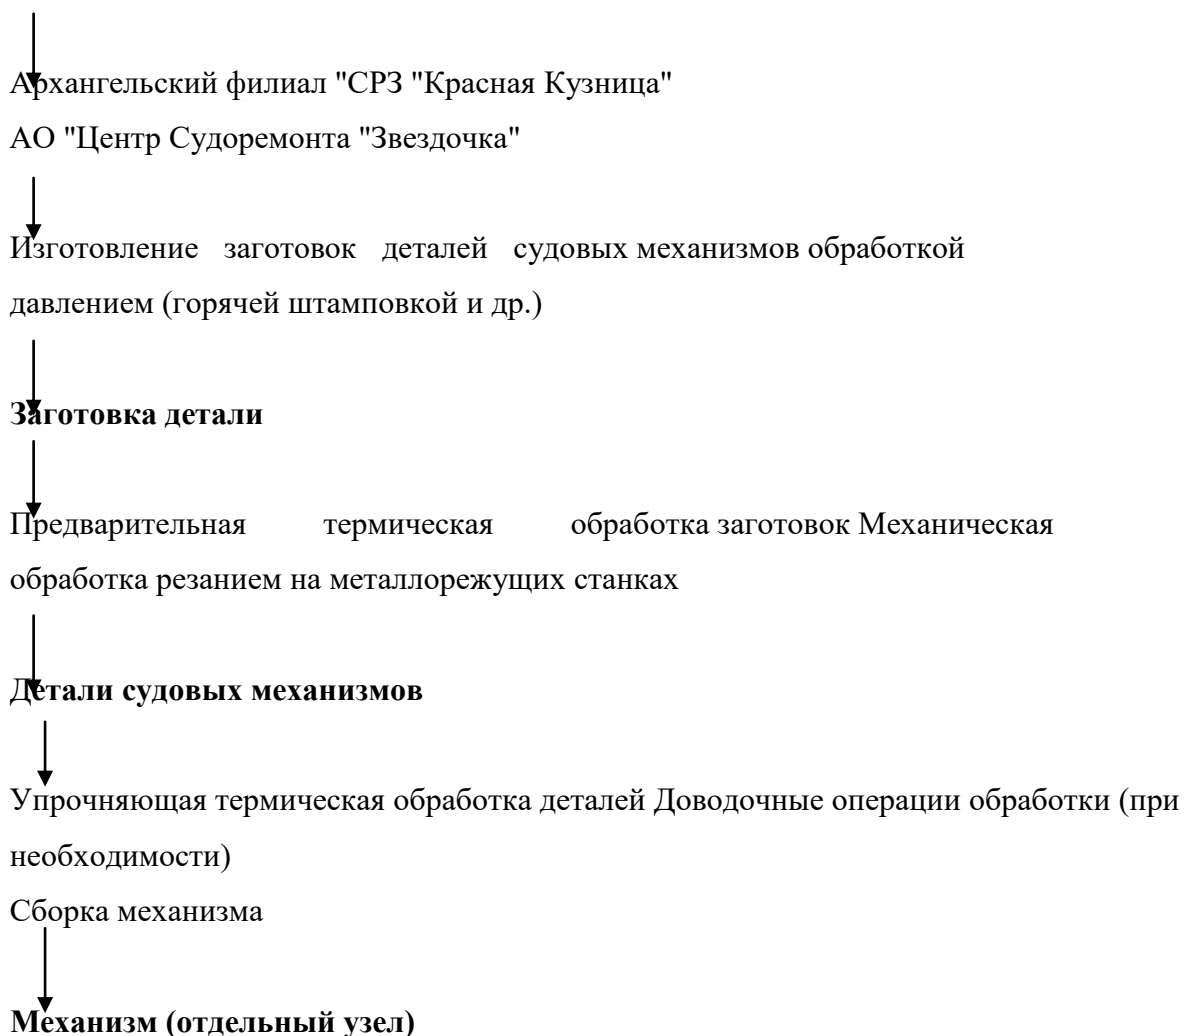 Архангельский филиал "СРЗ "Красная Кузница"
АО "Центр Судоремонта "Звездочка"
Изготовление заготовок деталей судовых механизмов обработкой
давлением (горячей штамповкой и др.)
Заготовка детали
Предварительная термическая обработка заготовок Механическая
обработка резанием на металлорежущих станках
Детали судовых механизмов
Упрочняющая термическая обработка деталей Доводочные операции обработки (при
необходимости)
Сборка механизма
Механизм (отдельный узел)